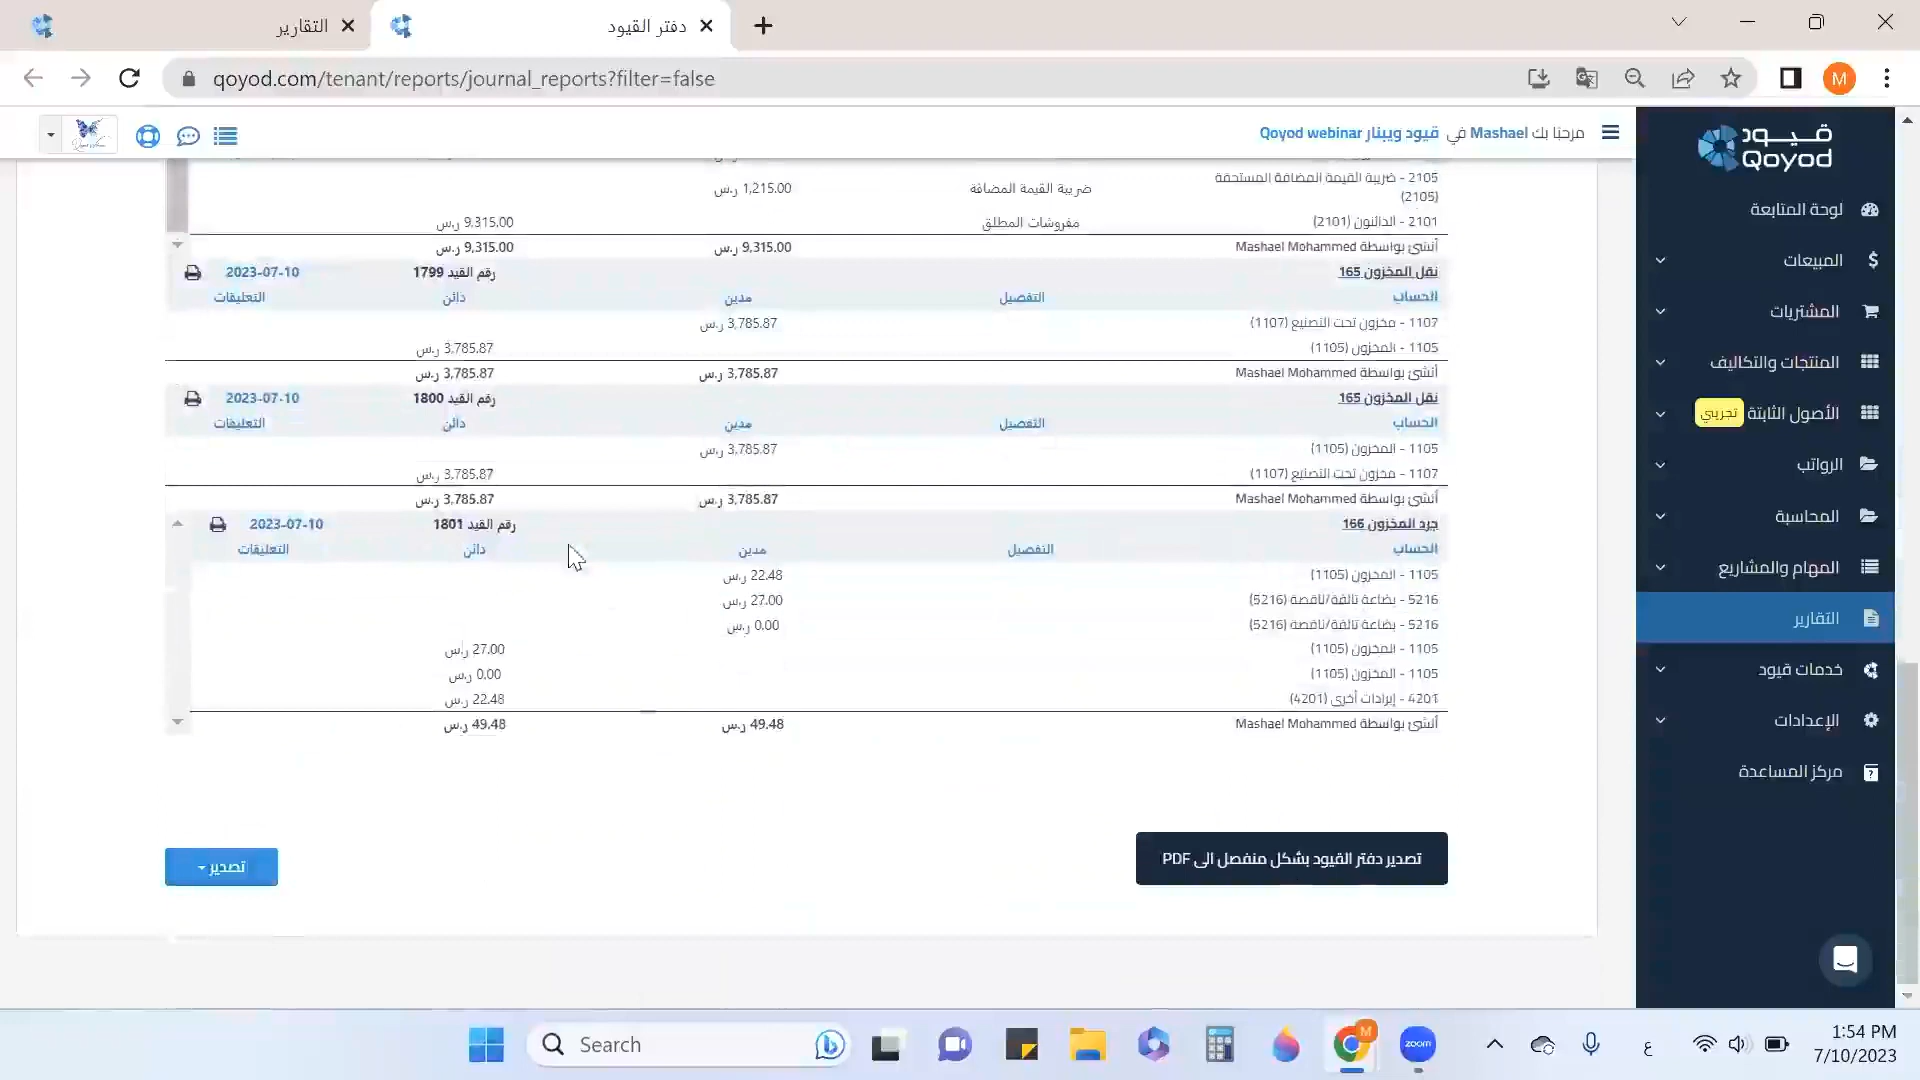 التقارير
دفتر القيود
qoyod.com/tenant/reports/journal_reports?filter=false
M
مرحبًا بك Mashael في قيود ويبنار Qoyod webinar
قيود
Qoyod
لوحة المتابعة
المبيعات
المشتريات
المنتجات والتكاليف
الأصول الثابتة تجريبي
الرواتب
المحاسبة
المهام والمشاريع
التقارير
خدمات قيود
الإعدادات
مركز المساعدة
2105 - ضريبة القيمة المضافة المستحقة (2105) ضريبة القيمة المضافة 1,215.00 ر.س
2101 - الدائنون (2101) مفروشات المطلق 9,315.00 ر.س
أنشئ بواسطة Mashael Mohammed 9,315.00 ر.س 9,315.00 ر.س
نقل المخزون 165 رقم القيد 1799 2023-07-10
الحساب التفصيل مدين دائن التعليقات
1107 - مخزون تحت التصنيع (1107) 3,785.87 ر.س
1105 - المخزون (1105) 3,785.87 ر.س
أنشئ بواسطة Mashael Mohammed 3,785.87 ر.س 3,785.87 ر.س
نقل المخزون 165 رقم القيد 1800 2023-07-10
الحساب التفصيل مدين دائن التعليقات
1105 - المخزون (1105) 3,785.87 ر.س
1107 - مخزون تحت التصنيع (1107) 3,785.87 ر.س
أنشئ بواسطة Mashael Mohammed 3,785.87 ر.س 3,785.87 ر.س
جرد المخزون 166 رقم القيد 1801 2023-07-10
الحساب التفصيل مدين دائن التعليقات
1105 - المخزون (1105) 22.48 ر.س
5216 - بضاعة تالفة/ناقصة (5216) 27.00 ر.س
5216 - بضاعة تالفة/ناقصة (5216) 0.00 ر.س
1105 - المخزون (1105) 27.00 ر.س
1105 - المخزون (1105) 0.00 ر.س
4201 - إيرادات أخرى (4201) 22.48 ر.س
أنشئ بواسطة Mashael Mohammed 49.48 ر.س 49.48 ر.س
تصدير دفتر القيود بشكل منفصل الى PDF
تصدير
Search
zoom
ع
1:54 PM
7/10/2023